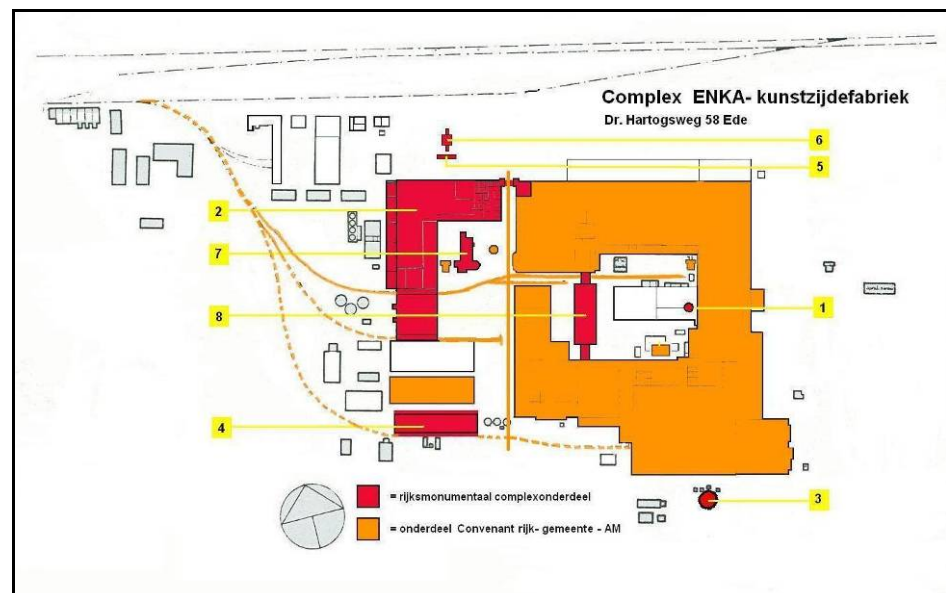 Complex ENKA- kunstzijdefabriek
Dr. Hartogsweg 58 Ede
6
5
2
7
1
8
4
3
= rijksmonumentaal complexonderdeel
= onderdeel Convenant rijk- gemeente - AM